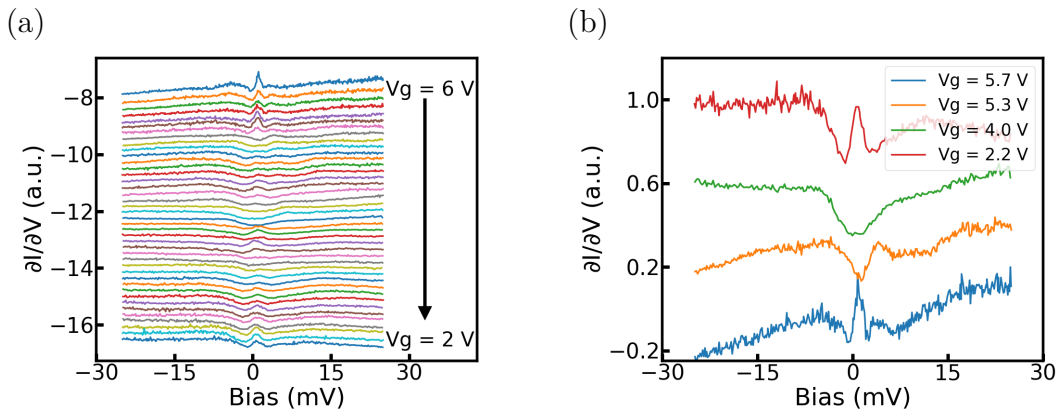 (a)
(b)
∂I/∂V (a.u.)
−8
−10
−12
−14
−16
−30
−15
0
15
30
Bias (mV)
Vg = 6 V
Vg = 2 V
∂I/∂V (a.u.)
1.0
0.6
0.2
−0.2
−30
−15
0
15
30
Bias (mV)
Vg = 5.7 V
Vg = 5.3 V
Vg = 4.0 V
Vg = 2.2 V